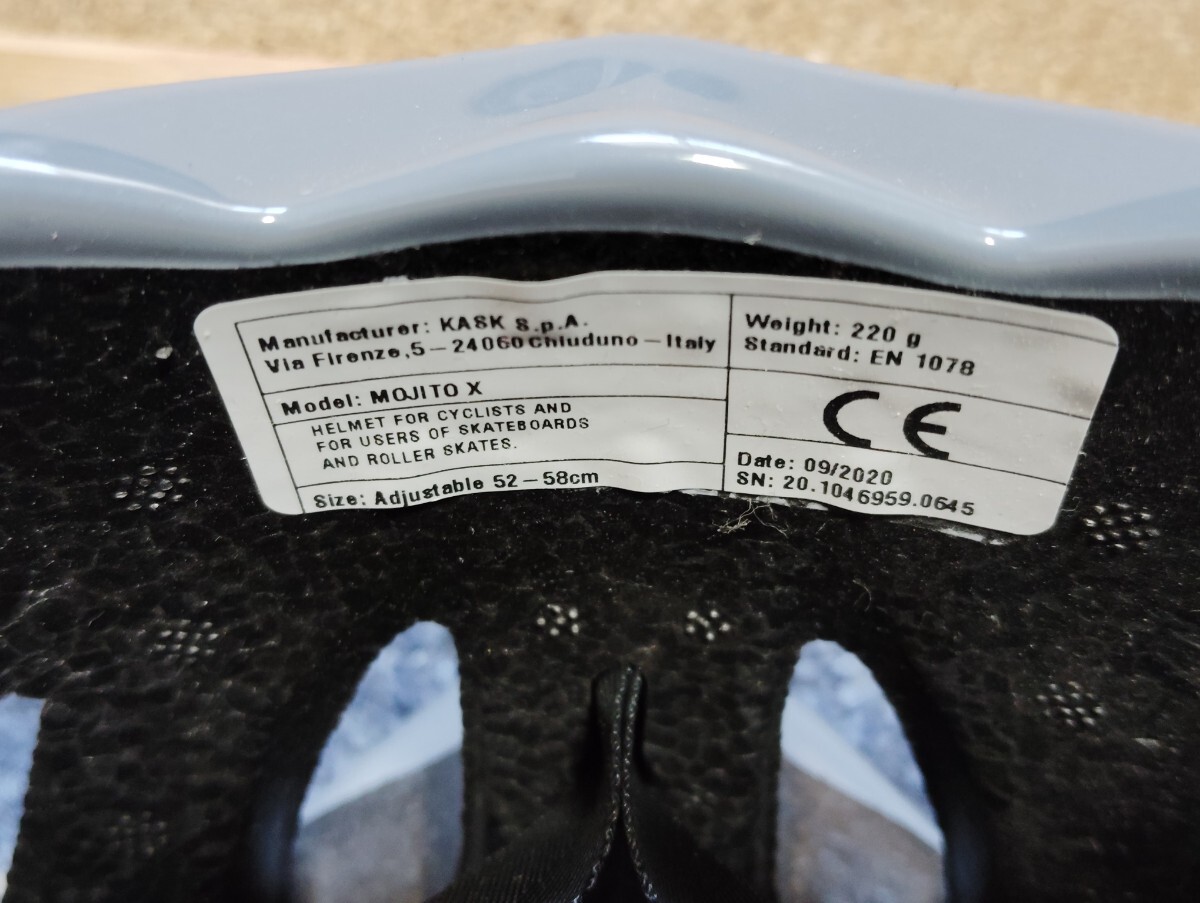 Manufacturer: KASK S.p.A.
Via Firenze,5 – 24060 Chiuduno – Italy
Model: MOJITO X
HELMET FOR CYCLISTS AND
FOR USERS OF SKATEBOARDS
AND ROLLER SKATES.
Size: Adjustable 52 – 58cm
Weight: 220 g
Standard: EN 1078
CE
Date: 09/2020
SN: 20.1046959.0645